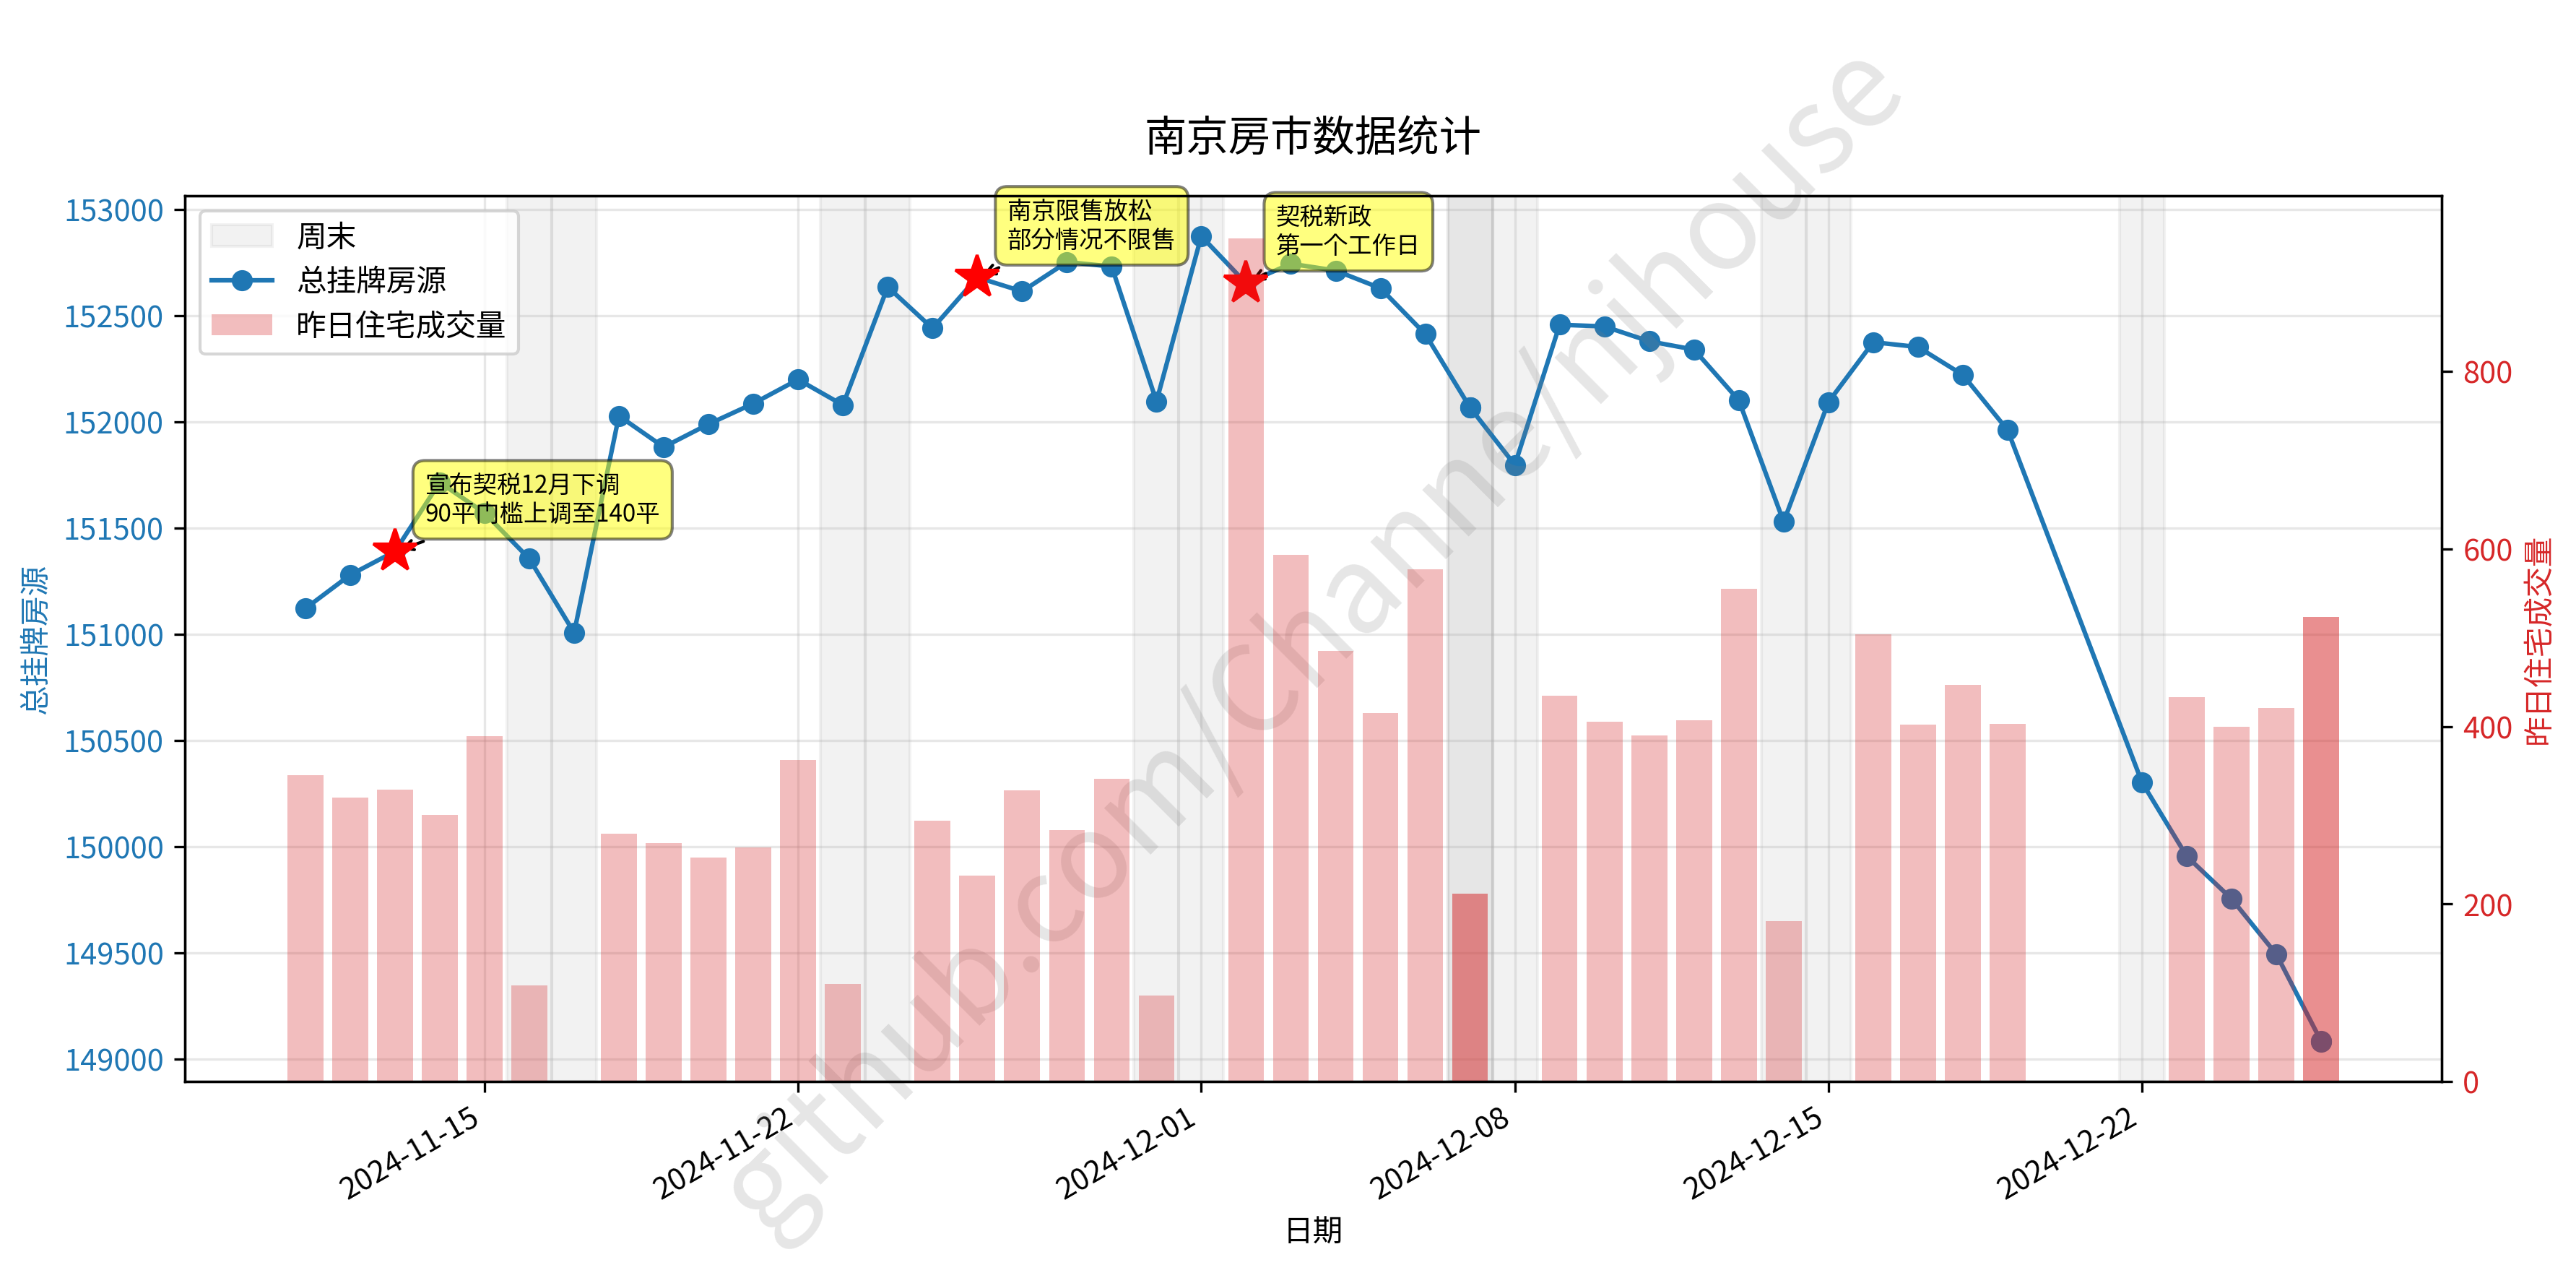 南京房市数据统计
周末
总挂牌房源
昨日住宅成交量
南京限售放松
部分情况不限售
契税新政
第一个工作日
宣布契税12月下调
90平门槛上调至140平
153000
152500
152000
151500
151000
150500
150000
149500
149000
总挂牌房源
800
600
400
200
0
昨日住宅成交量
2024-11-15
2024-11-22
2024-12-01
2024-12-08
2024-12-15
2024-12-22
日期
github.com/Channe/njhouse